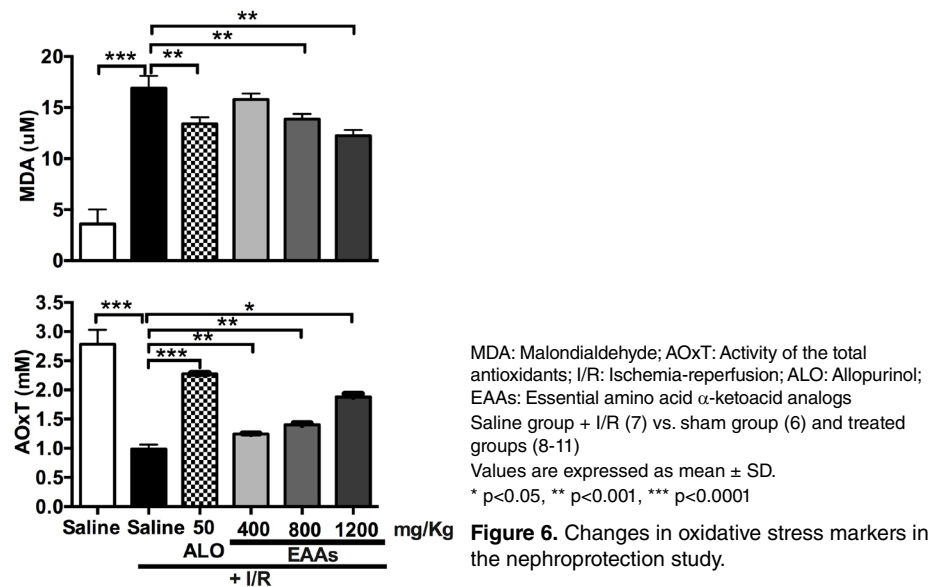 **
**
*** **
20
15
10
5
0
MDA (uM)
*
*** **
**
***
3.5
3.0
2.5
2.0
1.5
1.0
0.5
0.0
AOxT (mM)
Saline Saline 50 400 800 1200 mg/Kg
ALO EAAs
+ I/R
MDA: Malondialdehyde; AOxT: Activity of the total
antioxidants; I/R: Ischemia-reperfusion; ALO: Allopurinol;
EAAs: Essential amino acid α-ketoacid analogs
Saline group + I/R (7) vs. sham group (6) and treated
groups (8-11)
Values are expressed as mean ± SD.
* p<0.05, ** p<0.001, *** p<0.0001
Figure 6. Changes in oxidative stress markers in
the nephroprotection study.